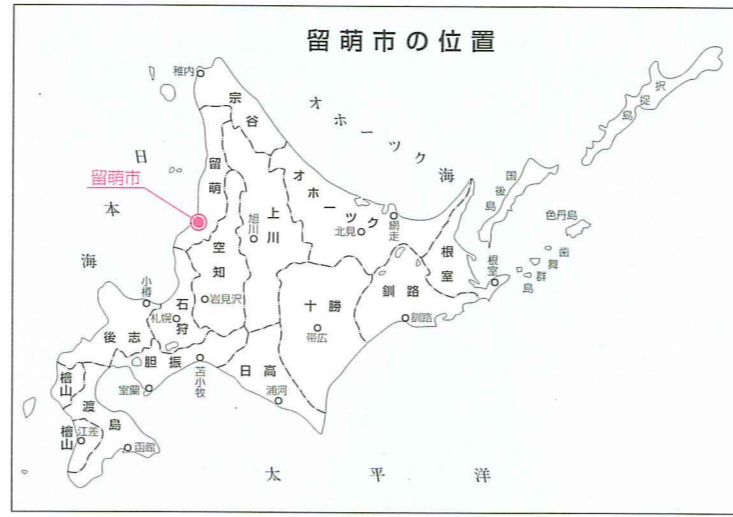 留萌市の位置
稚内
宗谷
オホーツク海
択捉島
日本海
留萌
留萌市
オホーツク
国後島
上川
旭川
北見
網走
色丹島
歯舞群島
空知
根室
根室
小樽
石狩
札幌
岩見沢
十勝
帯広
釧路
釧路
後志
胆振
日高
苫小牧
室蘭
浦河
檜山
渡島
檜山
江差
函館
太平洋